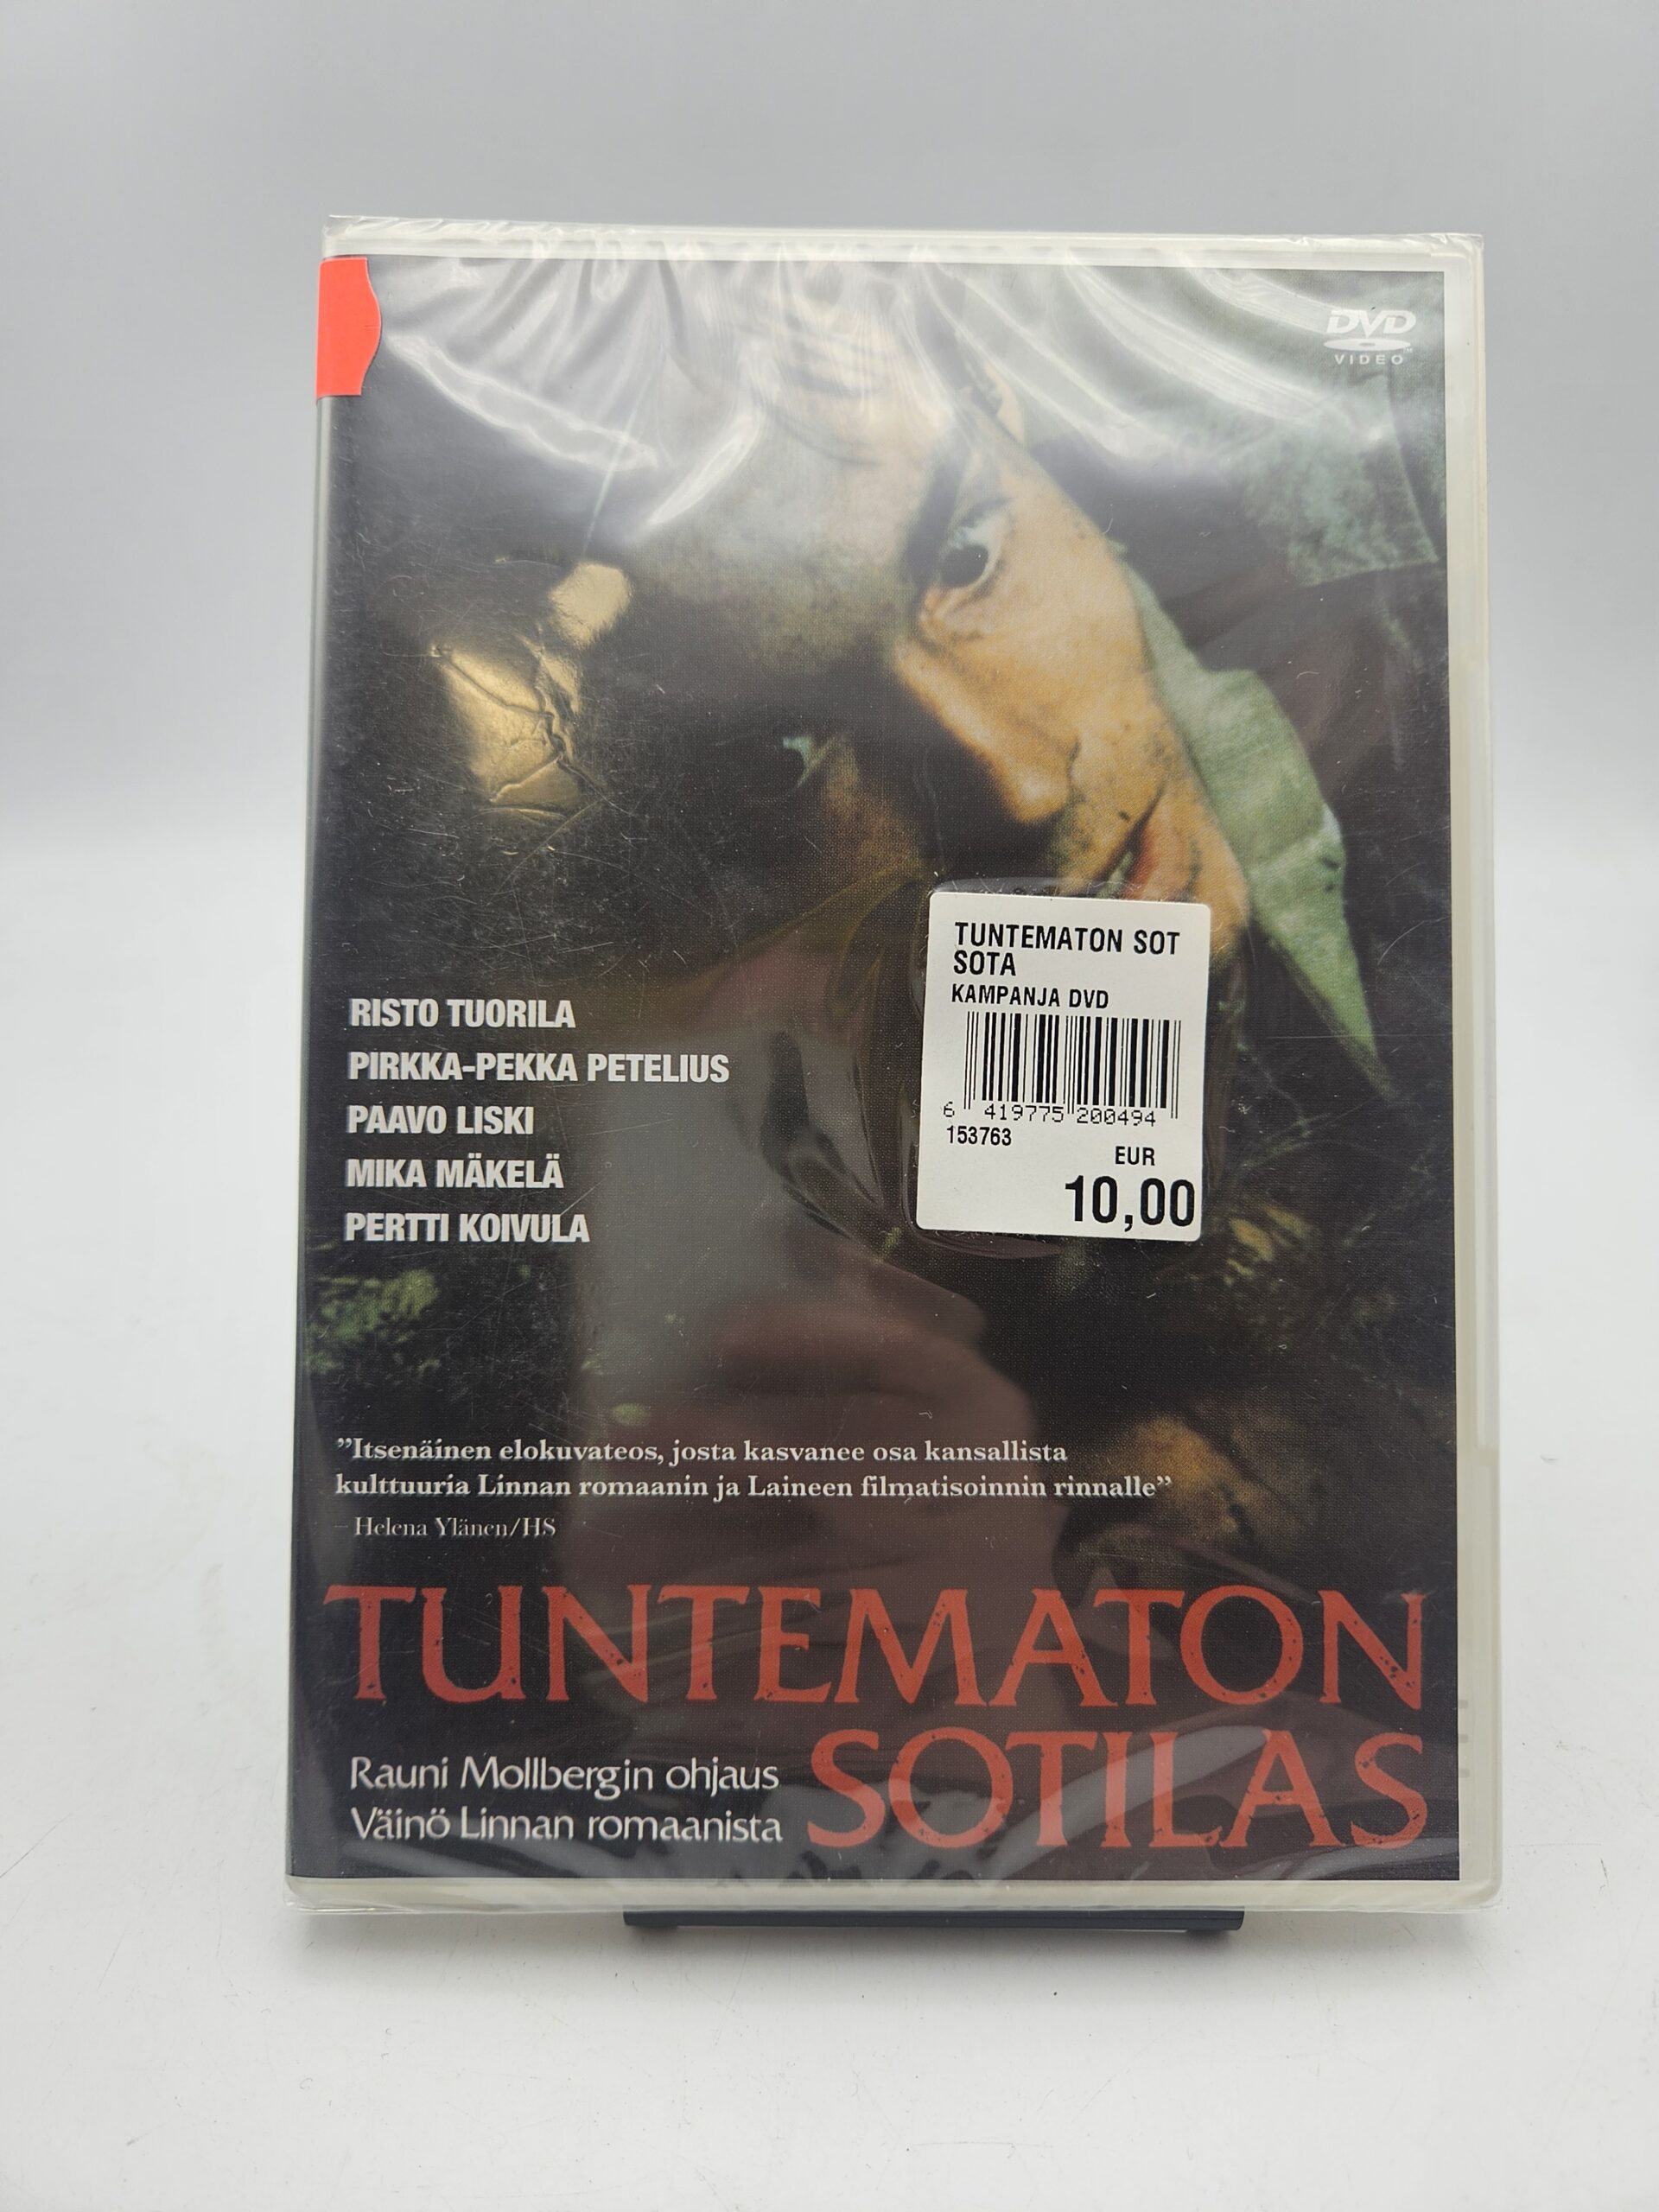 DVD
VIDEO
TUNTEMATON SOT
SOTA
KAMPANJA DVD
6 419775 200494
153763
EUR
10,00
RISTO TUORILA
PIRKKA-PEKKA PETELIUS
PAAVO LISKI
MIKA MÄKELÄ
PERTTI KOIVULA
”Itsenäinen elokuvateos, josta kasvanee osa kansallista
kulttuuria Linnan romaanin ja Laineen filmatisoinnin rinnalle”
– Helena Ylänen/HS
TUNTEMATON
SOTILAS
Rauni Mollbergin ohjaus
Väinö Linnan romaanista